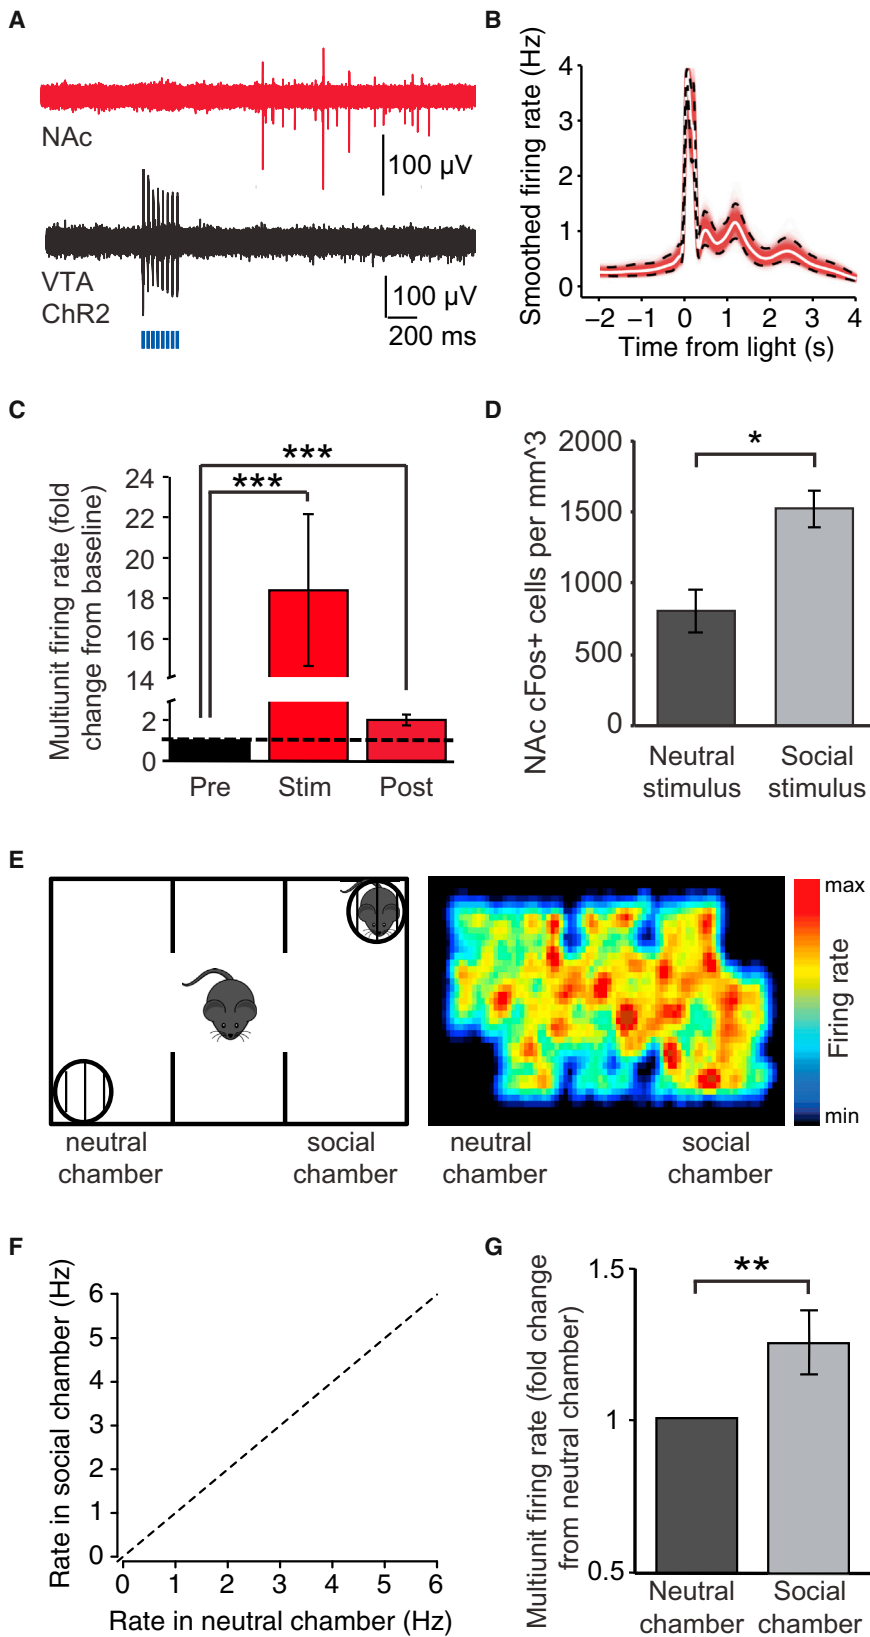 A
NAc
100 µV
VTA
ChR2
100 µV
200 ms
B
Smoothed firing rate (Hz)
4
3
2
1
0
−2 −1 0 1 2 3 4
Time from light (s)
C
Multiunit firing rate (fold
change from baseline)
***
***
24
22
20
18
16
14
2
0
Pre Stim Post
D
NAc cFos+ cells per mm^3
*
2000
1500
1000
500
0
Neutral
stimulus
Social
stimulus
E
neutral
chamber
social
chamber
neutral
chamber
social
chamber
max
Firing rate
min
F
Rate in social chamber (Hz)
6
5
4
3
2
1
0
0 1 2 3 4 5 6
Rate in neutral chamber (Hz)
G
Multiunit firing rate (fold change
from neutral chamber)
**
1.5
1
0.5
Neutral
chamber
Social
chamber